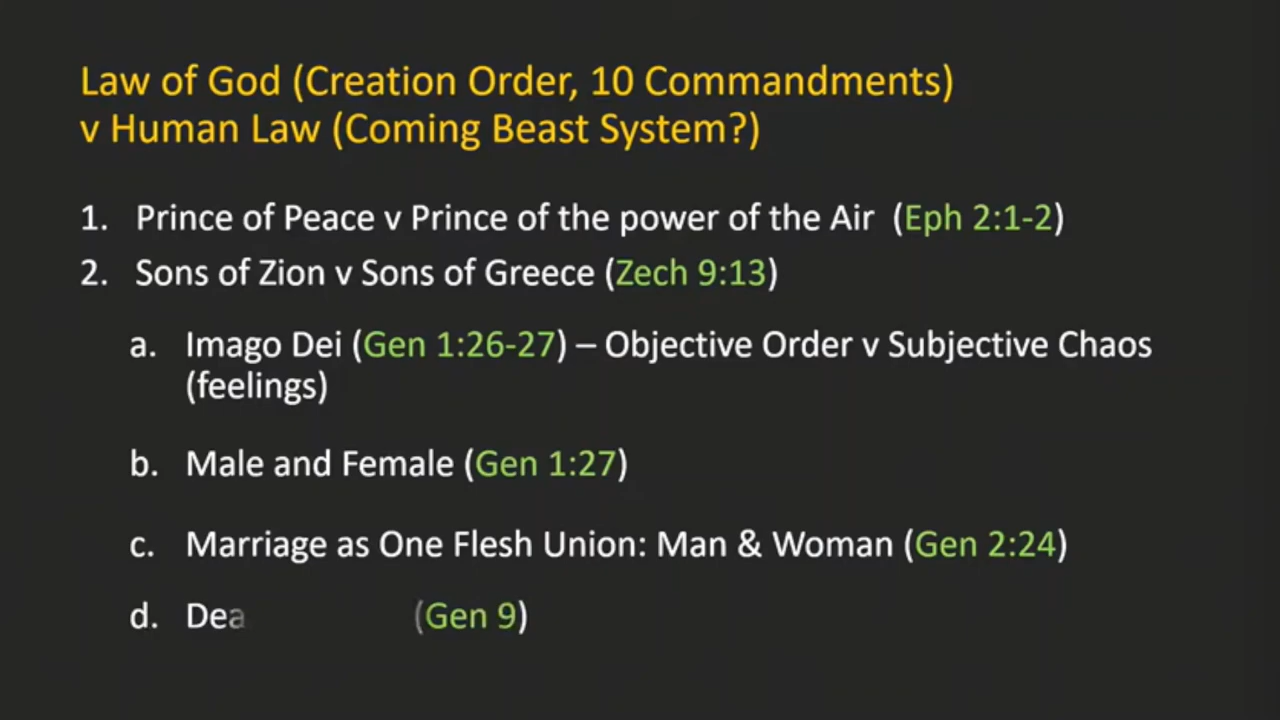 Law of God (Creation Order, 10 Commandments)
v Human Law (Coming Beast System?)
1. Prince of Peace v Prince of the power of the Air (Eph 2:1-2)
2. Sons of Zion v Sons of Greece (Zech 9:13)
a. Imago Dei (Gen 1:26-27) – Objective Order v Subjective Chaos
(feelings)
b. Male and Female (Gen 1:27)
c. Marriage as One Flesh Union: Man & Woman (Gen 2:24)
d. Dea (Gen 9)